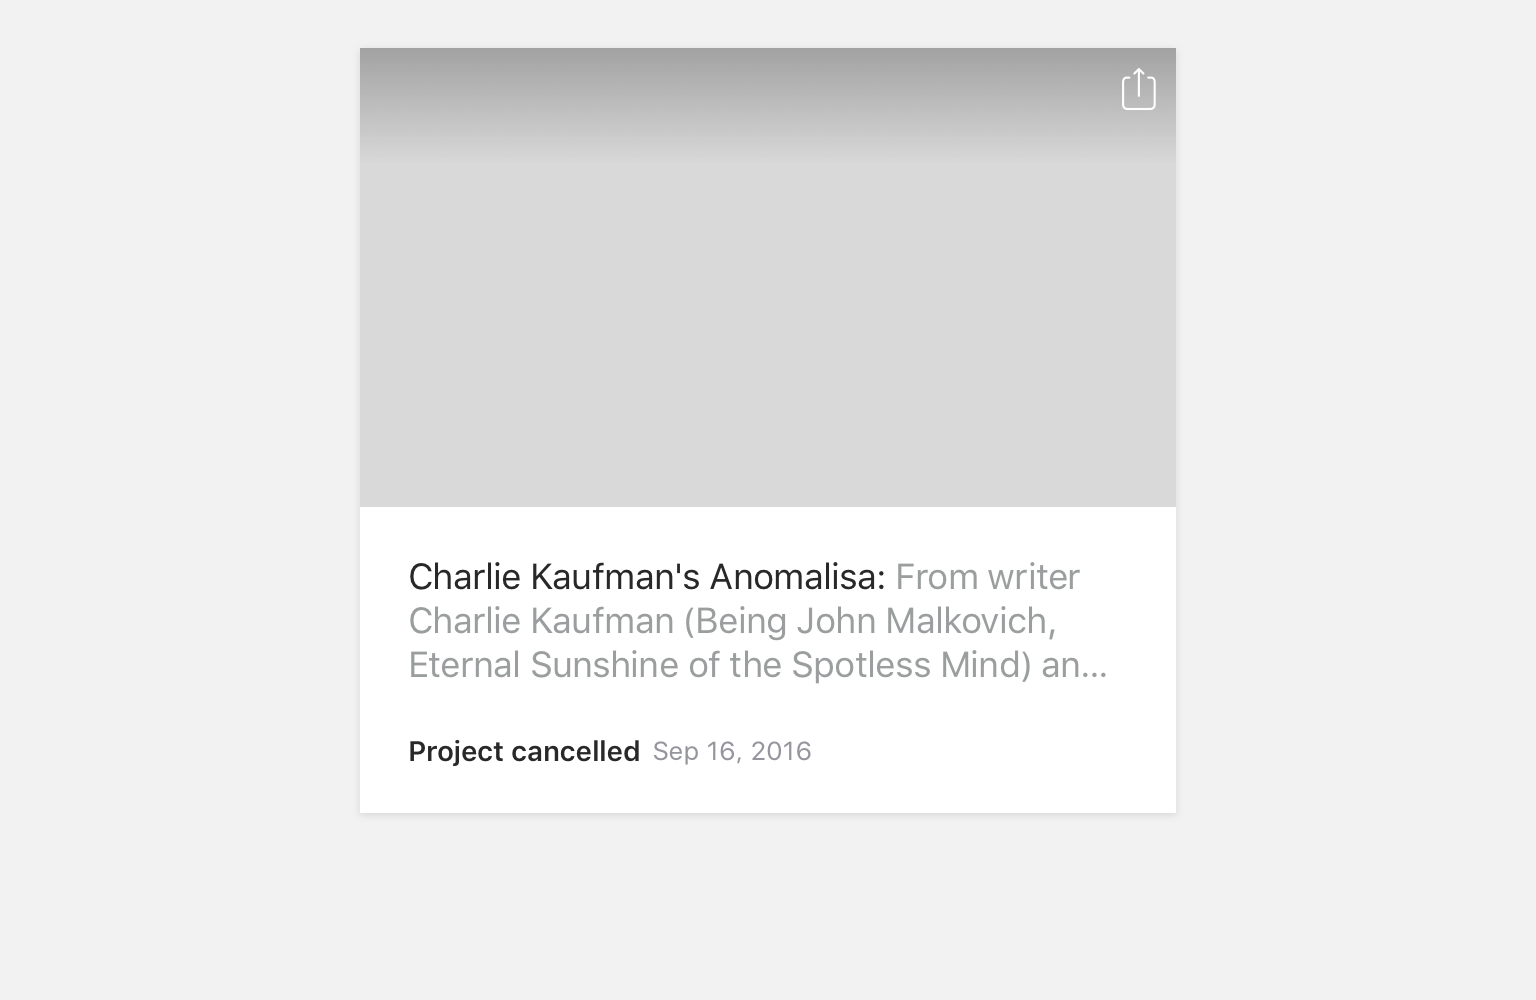 Charlie Kaufman's Anomalisa: From writer
Charlie Kaufman (Being John Malkovich,
Eternal Sunshine of the Spotless Mind) an…
Project cancelled Sep 16, 2016